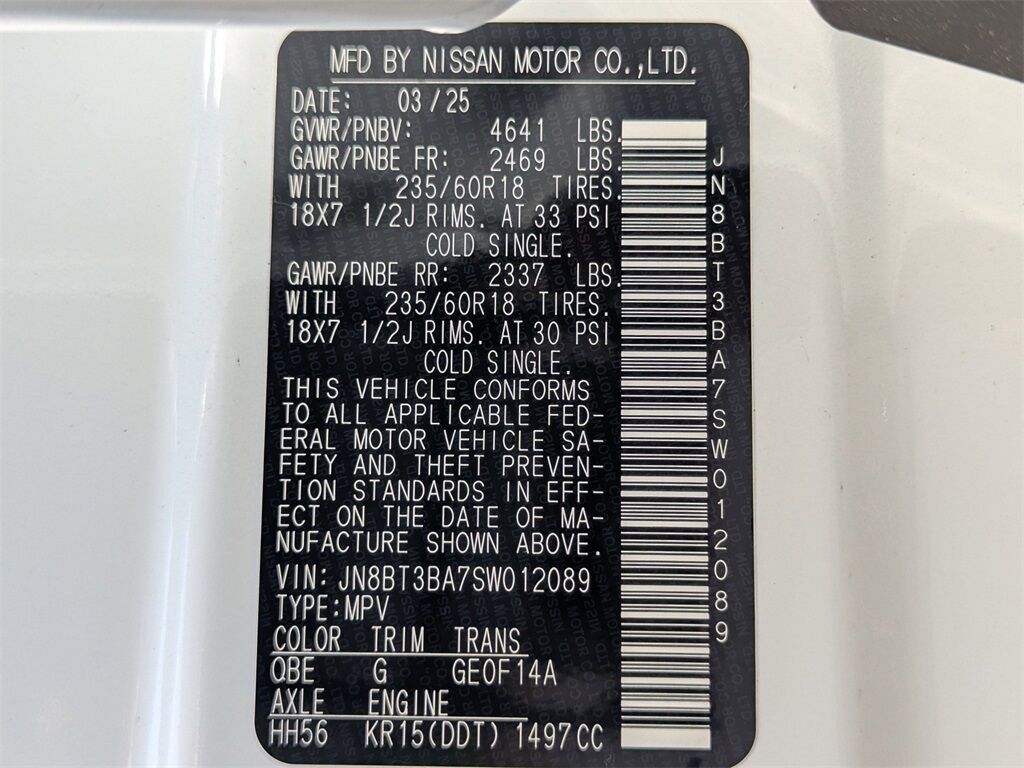 MFD BY NISSAN MOTOR CO.,LTD.
DATE: 03/25
GVWR/PNBV: 4641 LBS.
GAWR/PNBE FR: 2469 LBS.
WITH 235/60R18 TIRES.
18X7 1/2J RIMS. AT 33 PSI
COLD SINGLE.
GAWR/PNBE RR: 2337 LBS.
WITH 235/60R18 TIRES.
18X7 1/2J RIMS. AT 30 PSI
COLD SINGLE.
THIS VEHICLE CONFORMS
TO ALL APPLICABLE FED-
ERAL MOTOR VEHICLE SA-
FETY AND THEFT PREVEN-
TION STANDARDS IN EFF-
ECT ON THE DATE OF MA-
NUFACTURE SHOWN ABOVE.
VIN: JN8BT3BA7SW012089
TYPE:MPV
COLOR TRIM TRANS
QBE G GE0F14A
AXLE ENGINE
HH56 KR15(DDT) 1497CC
JN8BT3BA7SW012089